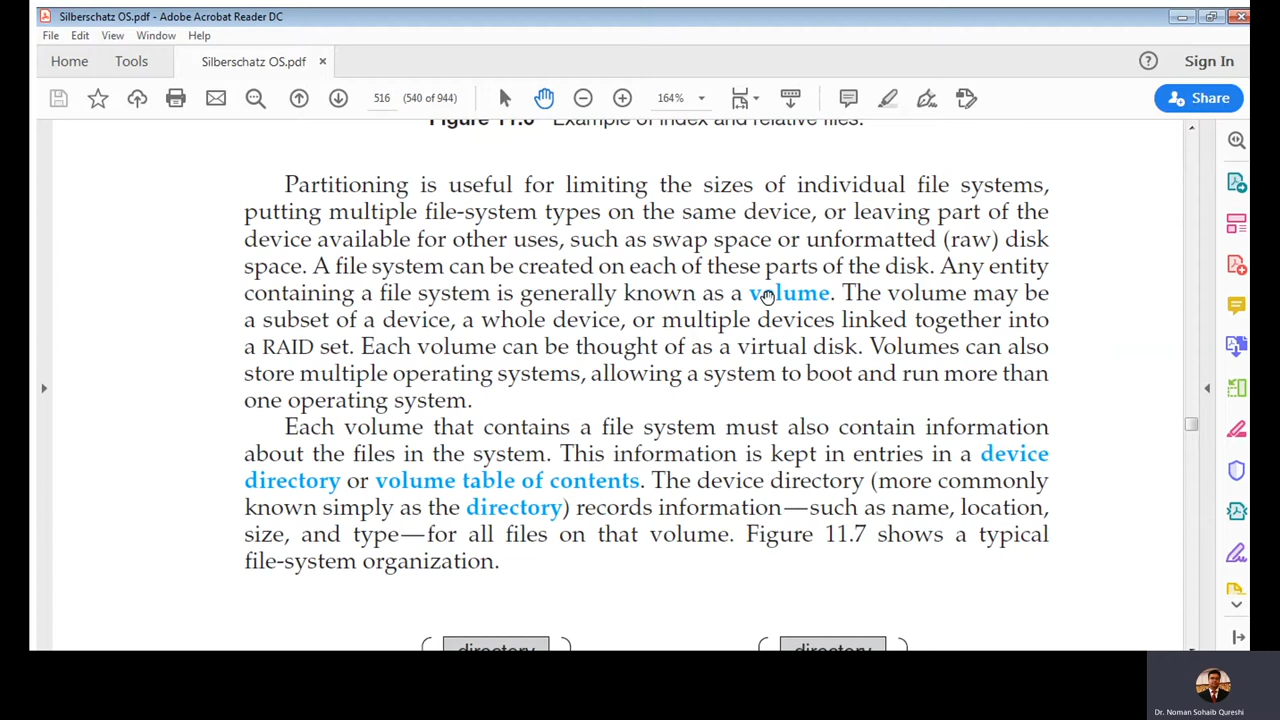 Silberschatz OS.pdf - Adobe Acrobat Reader DC
File Edit View Window Help
Home Tools Silberschatz OS.pdf × Sign In
516 (540 of 944) 164% Share
Figure 11.6 Example of index and relative files.
Partitioning is useful for limiting the sizes of individual file systems,
putting multiple file-system types on the same device, or leaving part of the
device available for other uses, such as swap space or unformatted (raw) disk
space. A file system can be created on each of these parts of the disk. Any entity
containing a file system is generally known as a volume. The volume may be
a subset of a device, a whole device, or multiple devices linked together into
a RAID set. Each volume can be thought of as a virtual disk. Volumes can also
store multiple operating systems, allowing a system to boot and run more than
one operating system.
Each volume that contains a file system must also contain information
about the files in the system. This information is kept in entries in a device
directory or volume table of contents. The device directory (more commonly
known simply as the directory) records information—such as name, location,
size, and type—for all files on that volume. Figure 11.7 shows a typical
file-system organization.
directory directory
Dr. Noman Sohaib Qureshi